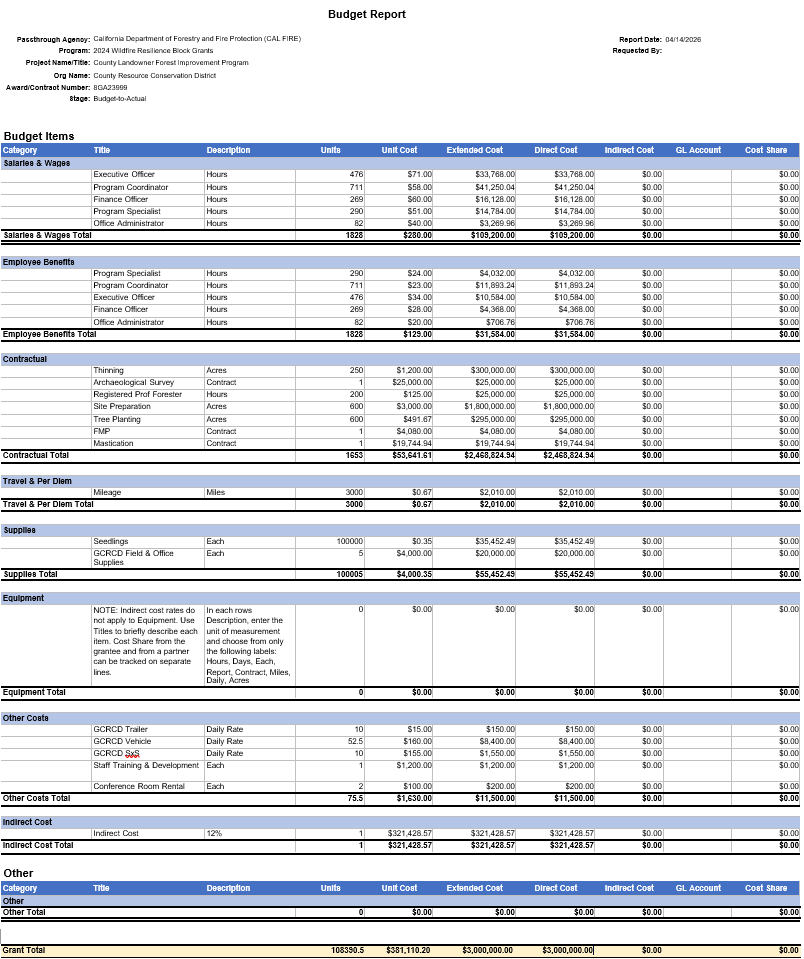 Budget Report
Passthrough Agency: California Department of Forestry and Fire Protection (CAL FIRE) Report Date: 04/14/2026
Program: 2024 Wildfire Resilience Block Grants Requested By:
Project Name/Title: County Landowner Forest Improvement Program
Org Name: County Resource Conservation District
Award/Contract Number: 8GA23999
Stage: Budget-to-Actual
Budget Items
Category Title Description Units Unit Cost Extended Cost Direct Cost Indirect Cost GL Account Cost Share
Salaries & Wages
Executive Officer Hours 476 $71.00 $33,768.00 $33,768.00 $0.00 $0.00
Program Coordinator Hours 711 $58.00 $41,250.04 $41,250.04 $0.00 $0.00
Finance Officer Hours 269 $60.00 $16,128.00 $16,128.00 $0.00 $0.00
Program Specialist Hours 290 $51.00 $14,784.00 $14,784.00 $0.00 $0.00
Office Administrator Hours 82 $40.00 $3,269.96 $3,269.96 $0.00 $0.00
Salaries & Wages Total 1828 $280.00 $109,200.00 $109,200.00 $0.00 $0.00
Employee Benefits
Program Specialist Hours 290 $24.00 $4,032.00 $4,032.00 $0.00 $0.00
Program Coordinator Hours 711 $23.00 $11,893.24 $11,893.24 $0.00 $0.00
Executive Officer Hours 476 $34.00 $10,584.00 $10,584.00 $0.00 $0.00
Finance Officer Hours 269 $28.00 $4,368.00 $4,368.00 $0.00 $0.00
Office Administrator Hours 82 $20.00 $706.76 $706.76 $0.00 $0.00
Employee Benefits Total 1828 $129.00 $31,584.00 $31,584.00 $0.00 $0.00
Contractual
Thinning Acres 250 $1,200.00 $300,000.00 $300,000.00 $0.00 $0.00
Archaeological Survey Contract 1 $25,000.00 $25,000.00 $25,000.00 $0.00 $0.00
Registered Prof Forester Hours 200 $125.00 $25,000.00 $25,000.00 $0.00 $0.00
Site Preparation Acres 600 $3,000.00 $1,800,000.00 $1,800,000.00 $0.00 $0.00
Tree Planting Acres 600 $491.67 $295,000.00 $295,000.00 $0.00 $0.00
FMP Contract 1 $4,080.00 $4,080.00 $4,080.00 $0.00 $0.00
Mastication Contract 1 $19,744.94 $19,744.94 $19,744.94 $0.00 $0.00
Contractual Total 1653 $53,641.61 $2,468,824.94 $2,468,824.94 $0.00 $0.00
Travel & Per Diem
Mileage Miles 3000 $0.67 $2,010.00 $2,010.00 $0.00 $0.00
Travel & Per Diem Total 3000 $0.67 $2,010.00 $2,010.00 $0.00 $0.00
Supplies
Seedlings Each 100000 $0.35 $35,452.49 $35,452.49 $0.00 $0.00
GCRCD Field & Office Each 5 $4,000.00 $20,000.00 $20,000.00 $0.00 $0.00
Supplies
Supplies Total 100005 $4,000.35 $55,452.49 $55,452.49 $0.00 $0.00
Equipment
NOTE: Indirect cost rates do In each rows 0 $0.00 $0.00 $0.00 $0.00 $0.00
not apply to Equipment. Use Description, enter the
Titles to briefly describe each unit of measurement
item. Cost Share from the and choose from only
grantee and from a partner the following labels:
can be tracked on separate Hours, Days, Each,
lines. Report, Contract, Miles,
Daily, Acres
Equipment Total 0 $0.00 $0.00 $0.00 $0.00 $0.00
Other Costs
GCRCD Trailer Daily Rate 10 $15.00 $150.00 $150.00 $0.00 $0.00
GCRCD Vehicle Daily Rate 52.5 $160.00 $8,400.00 $8,400.00 $0.00 $0.00
GCRCD SxS Daily Rate 10 $155.00 $1,550.00 $1,550.00 $0.00 $0.00
Staff Training & Development Each 1 $1,200.00 $1,200.00 $1,200.00 $0.00 $0.00
Conference Room Rental Each 2 $100.00 $200.00 $200.00 $0.00 $0.00
Other Costs Total 75.5 $1,630.00 $11,500.00 $11,500.00 $0.00 $0.00
Indirect Cost
Indirect Cost 12% 1 $321,428.57 $321,428.57 $321,428.57 $0.00 $0.00
Indirect Cost Total 1 $321,428.57 $321,428.57 $321,428.57 $0.00 $0.00
Other
Category Title Description Units Unit Cost Extended Cost Direct Cost Indirect Cost GL Account Cost Share
Other
Other Total 0 $0.00 $0.00 $0.00 $0.00 $0.00
Grant Total 108390.5 $381,110.20 $3,000,000.00 $3,000,000.00 $0.00 $0.00